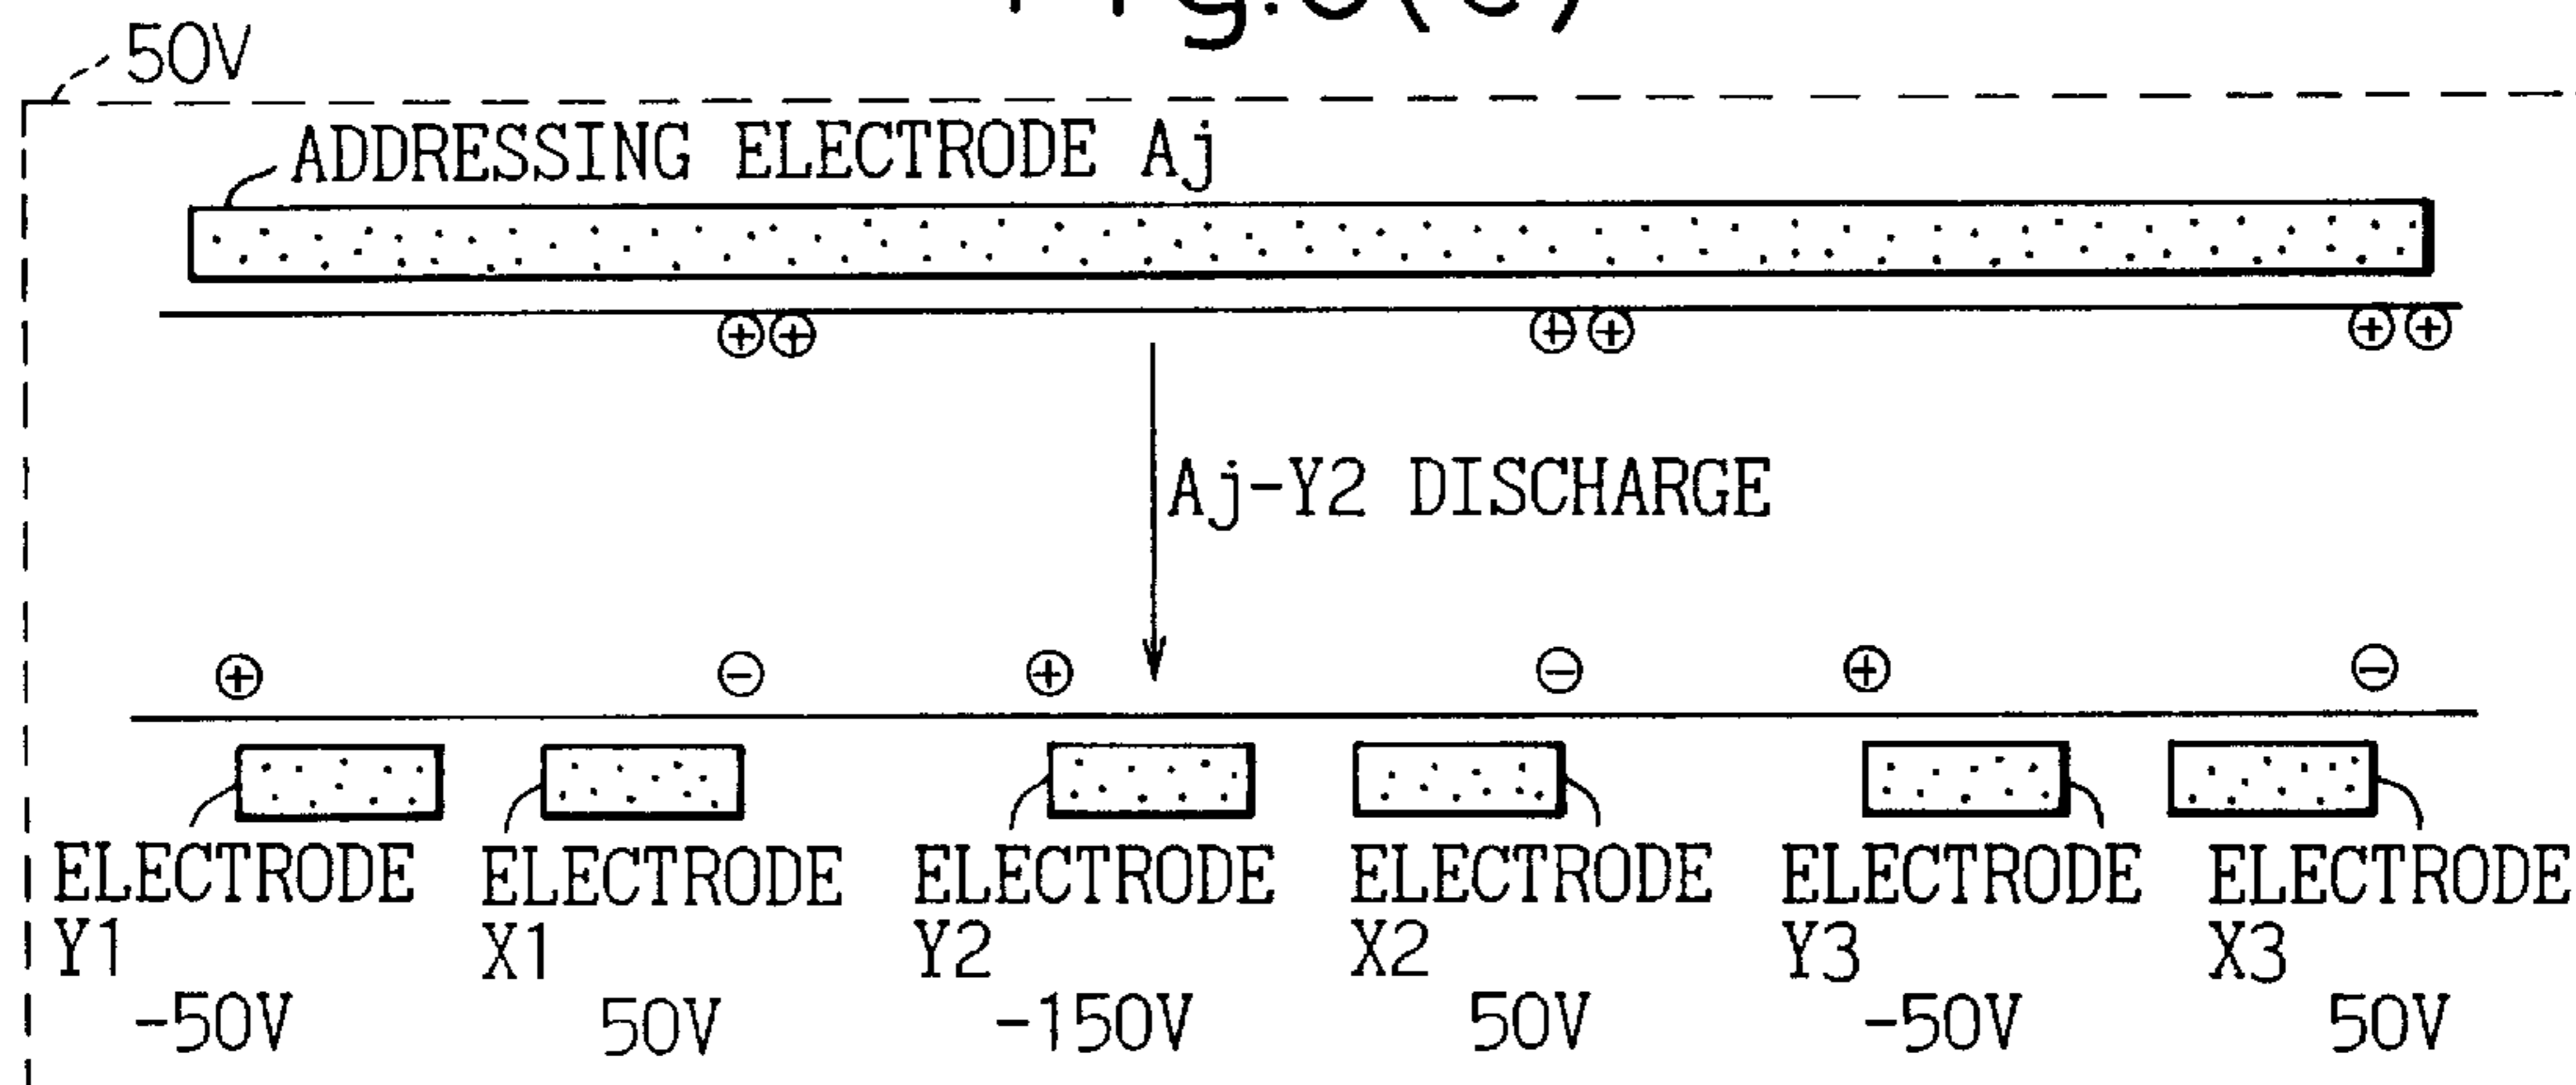 50V
ADDRESSING ELECTRODE Aj
⊕⊕ ⊕⊕ ⊕⊕
Aj-Y2 DISCHARGE
⊕ ⊖ ⊕ ⊖ ⊕ ⊖
ELECTRODE Y1
-50V
ELECTRODE X1
50V
ELECTRODE Y2
-150V
ELECTRODE X2
50V
ELECTRODE Y3
-50V
ELECTRODE X3
50V